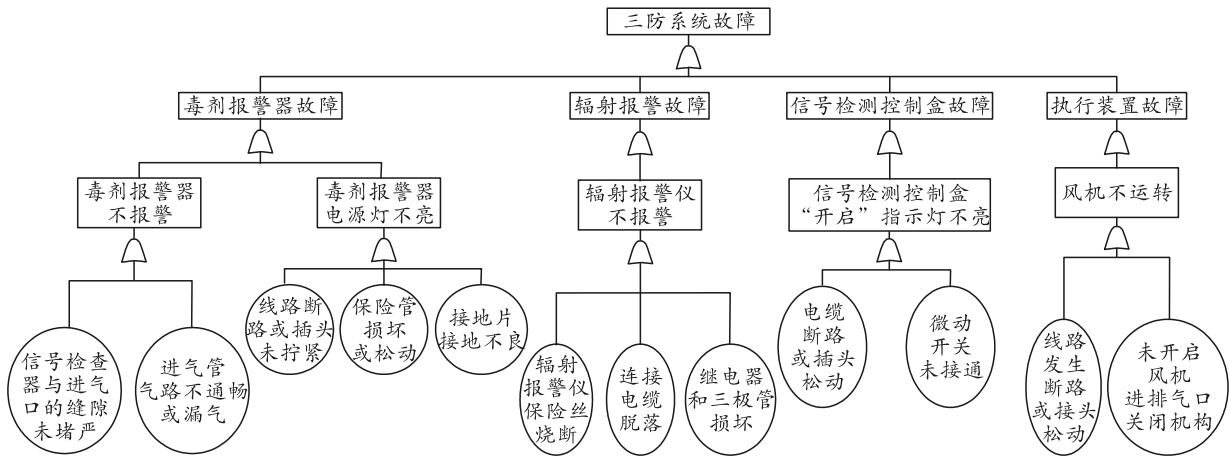 三防系统故障
毒剂报警器故障
辐射报警故障
信号检测控制盒故障
执行装置故障
毒剂报警器
不报警
毒剂报警器
电源灯不亮
辐射报警仪
不报警
信号检测控制盒
“开启”指示灯不亮
风机不运转
信号检查
器与进气
口的缝隙
未堵严
进气管
气路不通畅
或漏气
线路断
路或插头
未拧紧
保险管
损坏
或松动
接地片
接地不良
辐射
报警仪
保险丝
烧断
连接
电缆
脱落
继电器
和三极管
损坏
电缆
断路
或插头
松动
微动
开关
未接通
线路
发生
断路
或接头
松动
未开启
风机
进排气口
关闭机构